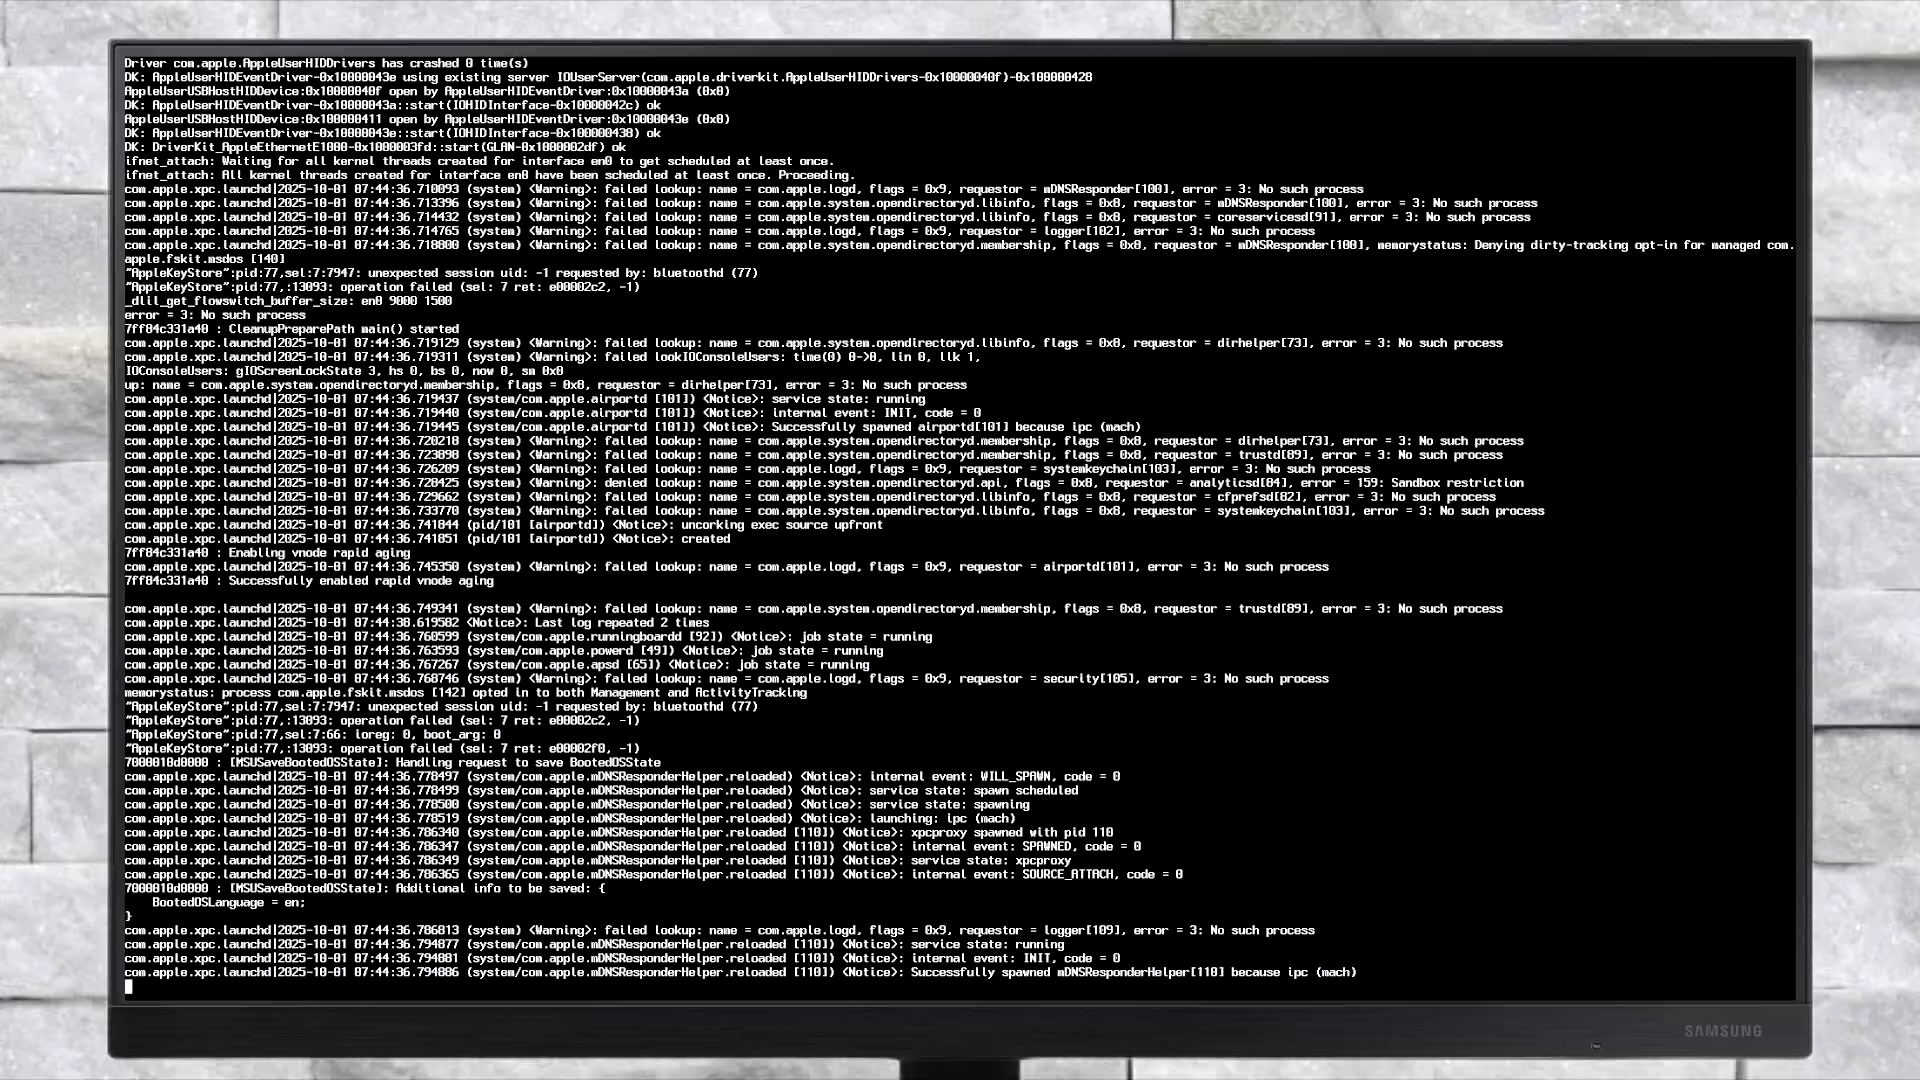 Driver com.apple.AppleUserHIDDrivers has crashed 0 time(s)
DK: AppleUserHIDEventDriver-0x10000043e using existing server IOUserServer(com.apple.driverkit.AppleUserHIDDrivers-0x10000040f)-0x100000428
AppleUserUSBHostHIDDevice:0x10000040f open by AppleUserHIDEventDriver:0x10000043a (0x0)
DK: AppleUserHIDEventDriver-0x10000043a::start(IOHIDInterface-0x10000042c) ok
AppleUserUSBHostHIDDevice:0x100000411 open by AppleUserHIDEventDriver:0x10000043e (0x0)
DK: AppleUserHIDEventDriver-0x10000043e::start(IOHIDInterface-0x100000438) ok
DK: DriverKit_AppleEthernetE1000-0x1000003fd::start(GLAN-0x1000002df) ok
ifnet_attach: Waiting for all kernel threads created for interface en0 to get scheduled at least once.
ifnet_attach: All kernel threads created for interface en0 have been scheduled at least once. Proceeding.
com.apple.xpc.launchd|2025-10-01 07:44:36.710093 (system) <Warning>: failed lookup: name = com.apple.logd, flags = 0x9, requestor = mDNSResponder[100], error = 3: No such process
com.apple.xpc.launchd|2025-10-01 07:44:36.713396 (system) <Warning>: failed lookup: name = com.apple.system.opendirectoryd.libinfo, flags = 0x8, requestor = mDNSResponder[100], error = 3: No such process
com.apple.xpc.launchd|2025-10-01 07:44:36.714432 (system) <Warning>: failed lookup: name = com.apple.system.opendirectoryd.libinfo, flags = 0x8, requestor = coreservicesd[91], error = 3: No such process
com.apple.xpc.launchd|2025-10-01 07:44:36.714765 (system) <Warning>: failed lookup: name = com.apple.logd, flags = 0x9, requestor = logger[102], error = 3: No such process
com.apple.xpc.launchd|2025-10-01 07:44:36.718800 (system) <Warning>: failed lookup: name = com.apple.system.opendirectoryd.membership, flags = 0x8, requestor = mDNSResponder[100], memorystatus: Denying dirty-tracking opt-in for managed com.
apple.fskit.msdos [140]
"AppleKeyStore":pid:77,sel:7:7947: unexpected session uid: -1 requested by: bluetoothd (77)
"AppleKeyStore":pid:77,:13093: operation failed (sel: 7 ret: e00002c2, -1)
_dlil_get_flowswitch_buffer_size: en0 9000 1500
error = 3: No such process
7ff84c331a40 : CleanupPreparePath main() started
com.apple.xpc.launchd|2025-10-01 07:44:36.719129 (system) <Warning>: failed lookup: name = com.apple.system.opendirectoryd.libinfo, flags = 0x8, requestor = dirhelper[73], error = 3: No such process
com.apple.xpc.launchd|2025-10-01 07:44:36.719311 (system) <Warning>: failed lookIOConsoleUsers: time(0) 0->0, lin 0, llk 1,
IOConsoleUsers: gIOScreenLockState 3, hs 0, bs 0, now 0, sm 0x0
up: name = com.apple.system.opendirectoryd.membership, flags = 0x8, requestor = dirhelper[73], error = 3: No such process
com.apple.xpc.launchd|2025-10-01 07:44:36.719437 (system/com.apple.airportd [101]) <Notice>: service state: running
com.apple.xpc.launchd|2025-10-01 07:44:36.719440 (system/com.apple.airportd [101]) <Notice>: internal event: INIT, code = 0
com.apple.xpc.launchd|2025-10-01 07:44:36.719445 (system/com.apple.airportd [101]) <Notice>: Successfully spawned airportd[101] because ipc (mach)
com.apple.xpc.launchd|2025-10-01 07:44:36.720218 (system) <Warning>: failed lookup: name = com.apple.system.opendirectoryd.membership, flags = 0x8, requestor = dirhelper[73], error = 3: No such process
com.apple.xpc.launchd|2025-10-01 07:44:36.723898 (system) <Warning>: failed lookup: name = com.apple.system.opendirectoryd.membership, flags = 0x8, requestor = trustd[89], error = 3: No such process
com.apple.xpc.launchd|2025-10-01 07:44:36.726209 (system) <Warning>: failed lookup: name = com.apple.logd, flags = 0x9, requestor = systemkeychain[103], error = 3: No such process
com.apple.xpc.launchd|2025-10-01 07:44:36.728425 (system) <Warning>: denied lookup: name = com.apple.system.opendirectoryd.api, flags = 0x8, requestor = analyticsd[84], error = 159: Sandbox restriction
com.apple.xpc.launchd|2025-10-01 07:44:36.729662 (system) <Warning>: failed lookup: name = com.apple.system.opendirectoryd.libinfo, flags = 0x8, requestor = cfprefsd[82], error = 3: No such process
com.apple.xpc.launchd|2025-10-01 07:44:36.733770 (system) <Warning>: failed lookup: name = com.apple.system.opendirectoryd.libinfo, flags = 0x8, requestor = systemkeychain[103], error = 3: No such process
com.apple.xpc.launchd|2025-10-01 07:44:36.741844 (pid/101 [airportd]) <Notice>: uncorking exec source upfront
com.apple.xpc.launchd|2025-10-01 07:44:36.741851 (pid/101 [airportd]) <Notice>: created
7ff84c331a40 : Enabling vnode rapid aging
com.apple.xpc.launchd|2025-10-01 07:44:36.745350 (system) <Warning>: failed lookup: name = com.apple.logd, flags = 0x9, requestor = airportd[101], error = 3: No such process
7ff84c331a40 : Successfully enabled rapid vnode aging
com.apple.xpc.launchd|2025-10-01 07:44:36.749341 (system) <Warning>: failed lookup: name = com.apple.system.opendirectoryd.membership, flags = 0x8, requestor = trustd[89], error = 3: No such process
com.apple.xpc.launchd|2025-10-01 07:44:38.619582 <Notice>: Last log repeated 2 times
com.apple.xpc.launchd|2025-10-01 07:44:36.760599 (system/com.apple.runningboardd [92]) <Notice>: job state = running
com.apple.xpc.launchd|2025-10-01 07:44:36.763593 (system/com.apple.powerd [49]) <Notice>: job state = running
com.apple.xpc.launchd|2025-10-01 07:44:36.767267 (system/com.apple.apsd [65]) <Notice>: job state = running
com.apple.xpc.launchd|2025-10-01 07:44:36.768746 (system) <Warning>: failed lookup: name = com.apple.logd, flags = 0x9, requestor = security[105], error = 3: No such process
memorystatus: process com.apple.fskit.msdos [142] opted in to both Management and ActivityTracking
"AppleKeyStore":pid:77,sel:7:7947: unexpected session uid: -1 requested by: bluetoothd (77)
"AppleKeyStore":pid:77,:13093: operation failed (sel: 7 ret: e00002c2, -1)
"AppleKeyStore":pid:77,sel:7:66: ioreg: 0, boot_arg: 0
"AppleKeyStore":pid:77,:13093: operation failed (sel: 7 ret: e00002f0, -1)
7000010d0000 : [MSUSaveBootedOSState]: Handling request to save BootedOSState
com.apple.xpc.launchd|2025-10-01 07:44:36.778497 (system/com.apple.mDNSResponderHelper.reloaded) <Notice>: internal event: WILL_SPAWN, code = 0
com.apple.xpc.launchd|2025-10-01 07:44:36.778499 (system/com.apple.mDNSResponderHelper.reloaded) <Notice>: service state: spawn scheduled
com.apple.xpc.launchd|2025-10-01 07:44:36.778500 (system/com.apple.mDNSResponderHelper.reloaded) <Notice>: service state: spawning
com.apple.xpc.launchd|2025-10-01 07:44:36.778519 (system/com.apple.mDNSResponderHelper.reloaded) <Notice>: launching: ipc (mach)
com.apple.xpc.launchd|2025-10-01 07:44:36.786340 (system/com.apple.mDNSResponderHelper.reloaded [110]) <Notice>: xpcproxy spawned with pid 110
com.apple.xpc.launchd|2025-10-01 07:44:36.786347 (system/com.apple.mDNSResponderHelper.reloaded [110]) <Notice>: internal event: SPAWNED, code = 0
com.apple.xpc.launchd|2025-10-01 07:44:36.786349 (system/com.apple.mDNSResponderHelper.reloaded [110]) <Notice>: service state: xpcproxy
com.apple.xpc.launchd|2025-10-01 07:44:36.786365 (system/com.apple.mDNSResponderHelper.reloaded [110]) <Notice>: internal event: SOURCE_ATTACH, code = 0
7000010d0000 : [MSUSaveBootedOSState]: Additional info to be saved: {
BootedOSLanguage = en;
}
com.apple.xpc.launchd|2025-10-01 07:44:36.786813 (system) <Warning>: failed lookup: name = com.apple.logd, flags = 0x9, requestor = logger[109], error = 3: No such process
com.apple.xpc.launchd|2025-10-01 07:44:36.794877 (system/com.apple.mDNSResponderHelper.reloaded [110]) <Notice>: service state: running
com.apple.xpc.launchd|2025-10-01 07:44:36.794881 (system/com.apple.mDNSResponderHelper.reloaded [110]) <Notice>: internal event: INIT, code = 0
com.apple.xpc.launchd|2025-10-01 07:44:36.794886 (system/com.apple.mDNSResponderHelper.reloaded [110]) <Notice>: Successfully spawned mDNSResponderHelper[110] because ipc (mach)
SAMSUNG